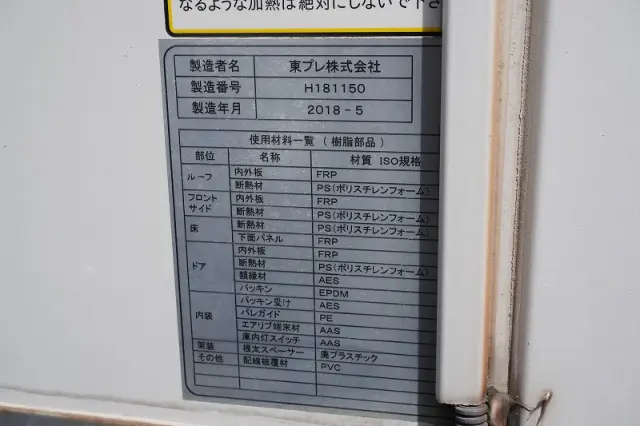 なるような加熱は絶対にしないで下さ
製造者名 東プレ株式会社
製造番号 H181150
製造年月 2018-5
使用材料一覧 (樹脂部品)
部位 名称 材質 ISO規格
ルーフ 内外板 FRP
断熱材 PS(ポリスチレンフォーム)
フロント サイド 内外板 FRP
断熱材 PS(ポリスチレンフォーム)
床 断熱材 PS(ポリスチレンフォーム)
下面パネル FRP
ドア 内外板 FRP
断熱材 PS(ポリスチレンフォーム)
額縁材 AES
パッキン EPDM
パッキン受け AES
内装 パレガイド PE
エアリブ端末材 AAS
庫内灯スイッチ AAS
架装 根太スペーサー 廃プラスチック
その他 配線被覆材 PVC